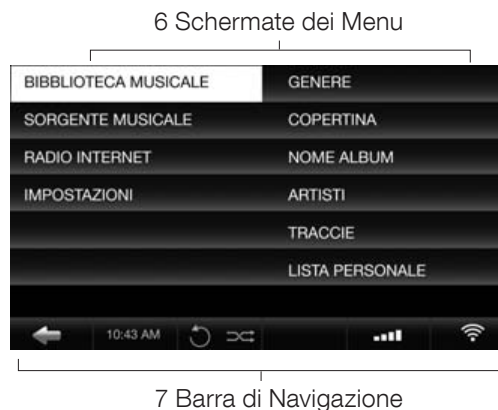 6 Schermate dei Menu
BIBBLIOTECA MUSICALE
SORGENTE MUSICALE
RADIO INTERNET
IMPOSTAZIONI
GENERE
COPERTINA
NOME ALBUM
ARTISTI
TRACCIE
LISTA PERSONALE
10:43 AM
7 Barra di Navigazione